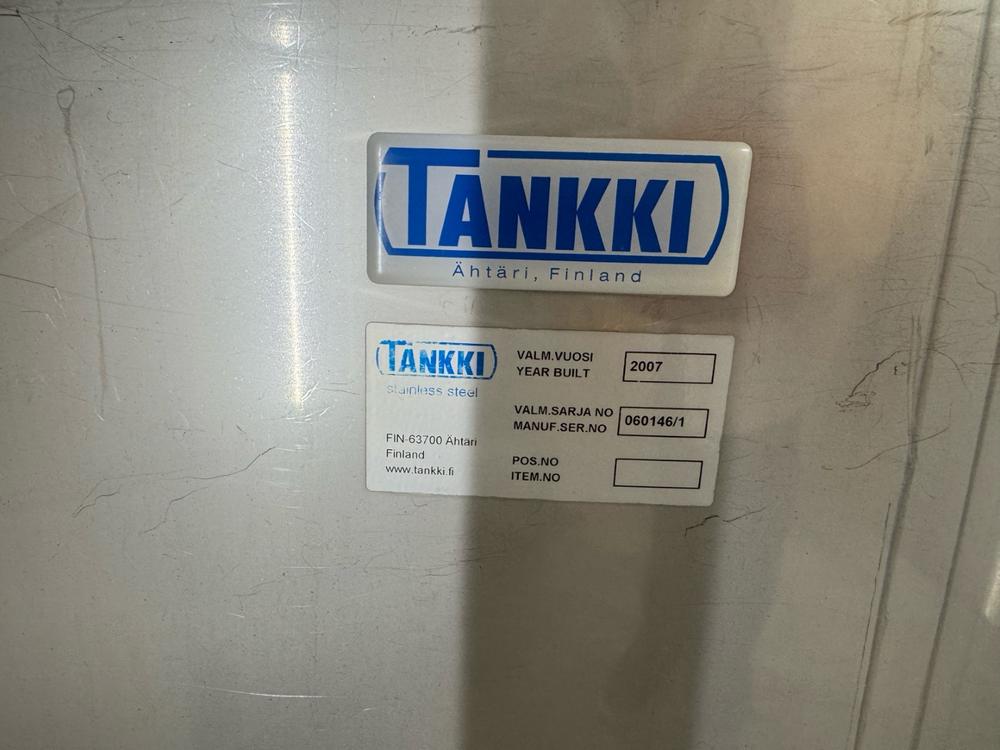 TANKKI
Ähtäri, Finland
TANKKI
stainless steel
FIN-63700 Ähtäri
Finland
www.tankki.fi
VALM.VUOSI
YEAR BUILT
2007
VALM.SARJA NO
MANUF.SER.NO
060146/1
POS.NO
ITEM.NO